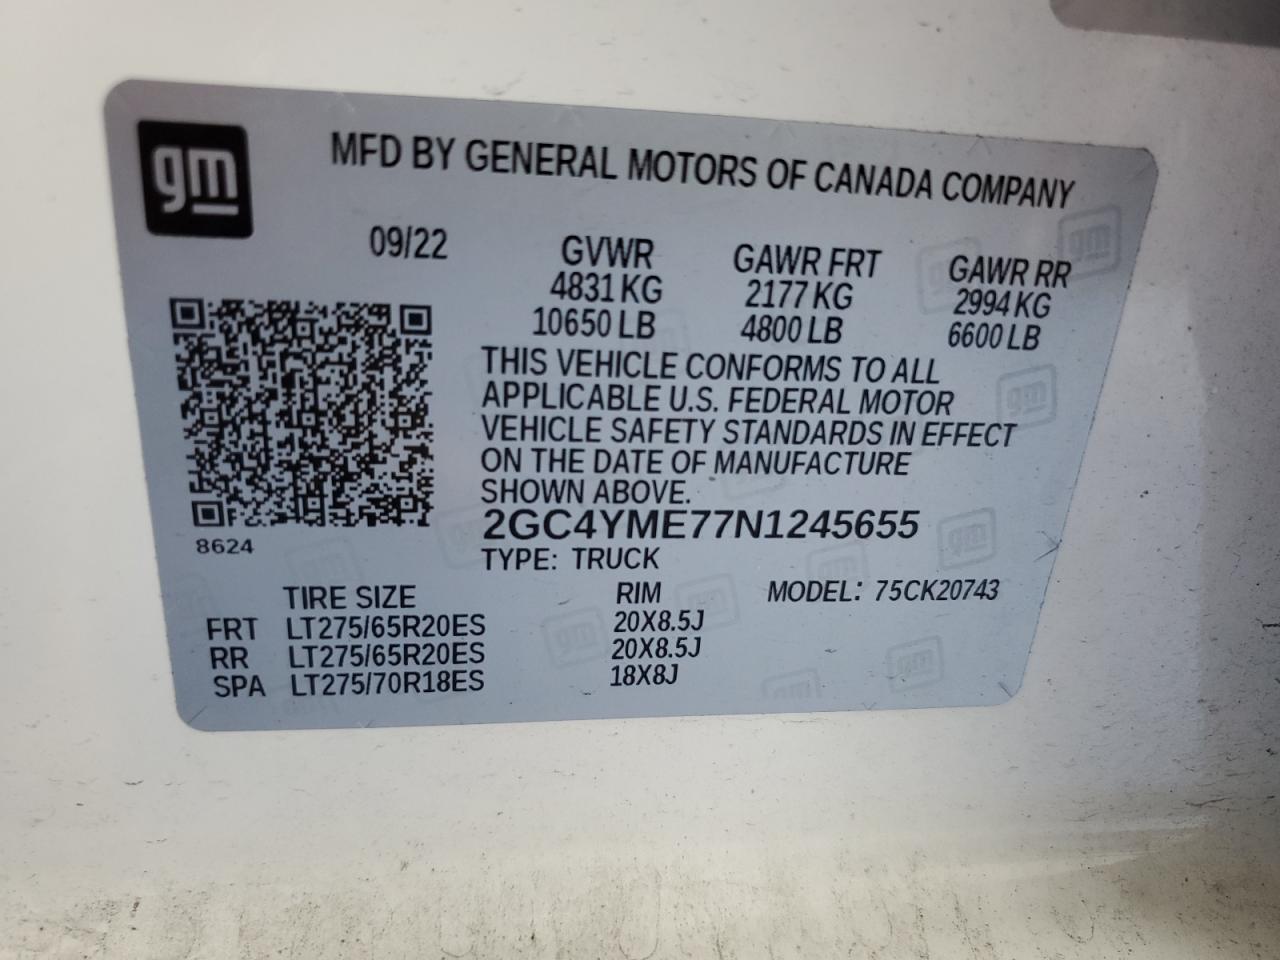 gm
MFD BY GENERAL MOTORS OF CANADA COMPANY
09/22 GVWR GAWR FRT GAWR RR
4831 KG 2177 KG 2994 KG
10650 LB 4800 LB 6600 LB
THIS VEHICLE CONFORMS TO ALL
APPLICABLE U.S. FEDERAL MOTOR
VEHICLE SAFETY STANDARDS IN EFFECT
ON THE DATE OF MANUFACTURE
SHOWN ABOVE.
2GC4YME77N1245655
8624
TYPE: TRUCK
TIRE SIZE RIM MODEL: 75CK20743
FRT LT275/65R20ES 20X8.5J
RR LT275/65R20ES 20X8.5J
SPA LT275/70R18ES 18X8J